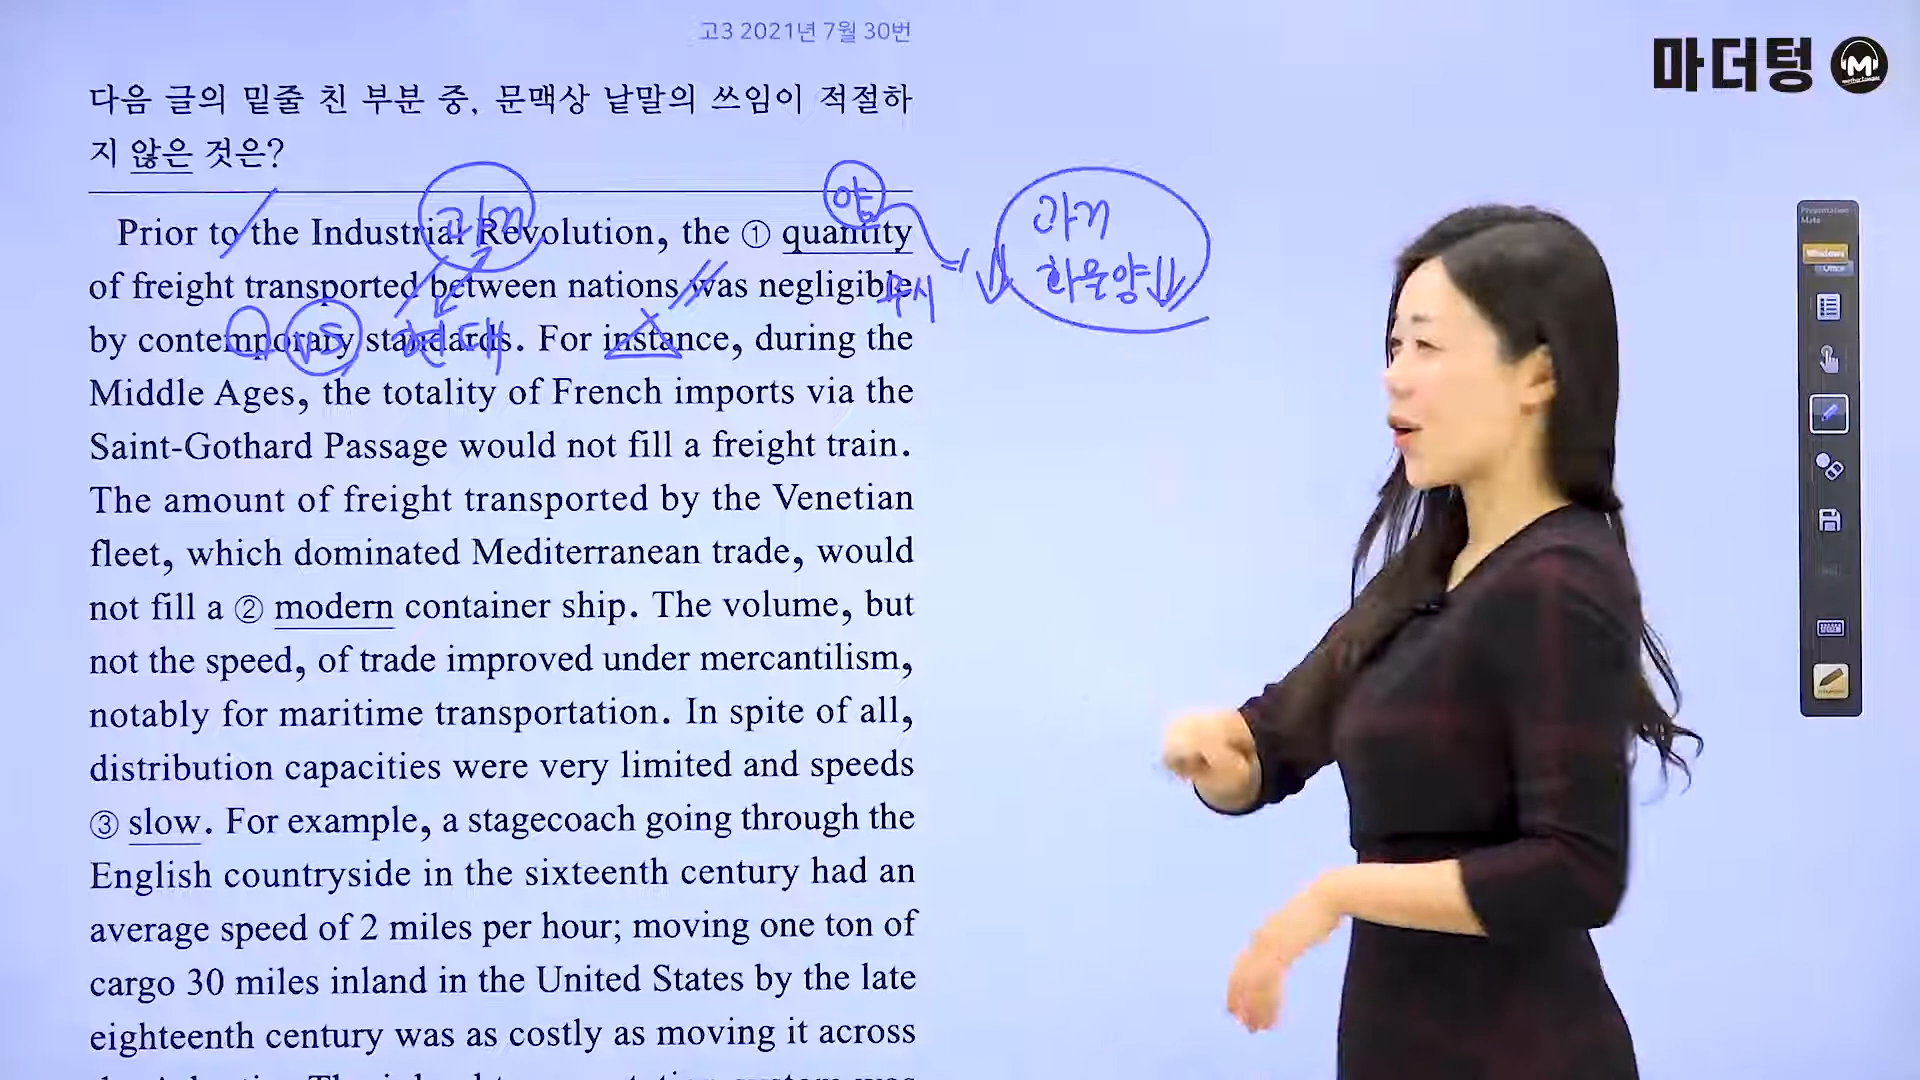 고3 2021년 7월 30번
마더텅
다음 글의 밑줄 친 부분 중, 문맥상 낱말의 쓰임이 적절하
지 않은 것은?
양
과거
과거
Prior to the Industrial Revolution, the ① quantity
화물양↓↓
of freight transported between nations was negligible
무시
by contemporary standards. For instance, during the
vs 현대
Middle Ages, the totality of French imports via the
Saint-Gothard Passage would not fill a freight train.
The amount of freight transported by the Venetian
fleet, which dominated Mediterranean trade, would
not fill a ② modern container ship. The volume, but
not the speed, of trade improved under mercantilism,
notably for maritime transportation. In spite of all,
distribution capacities were very limited and speeds
③ slow. For example, a stagecoach going through the
English countryside in the sixteenth century had an
average speed of 2 miles per hour; moving one ton of
cargo 30 miles inland in the United States by the late
eighteenth century was as costly as moving it across